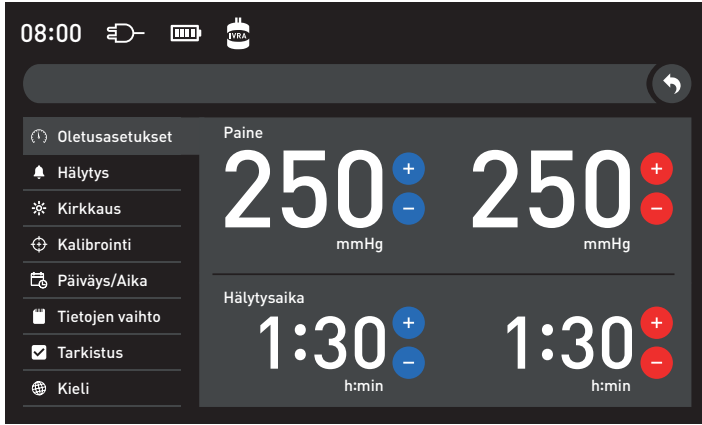 08:00
IVRA
Oletusasetukset
Hälytys
Kirkkaus
Kalibrointi
Päiväys/Aika
Tietojen vaihto
Tarkistus
Kieli
Paine
250 + − 250 + −
mmHg mmHg
Hälytysaika
1:30 + − 1:30 + −
h:min h:min